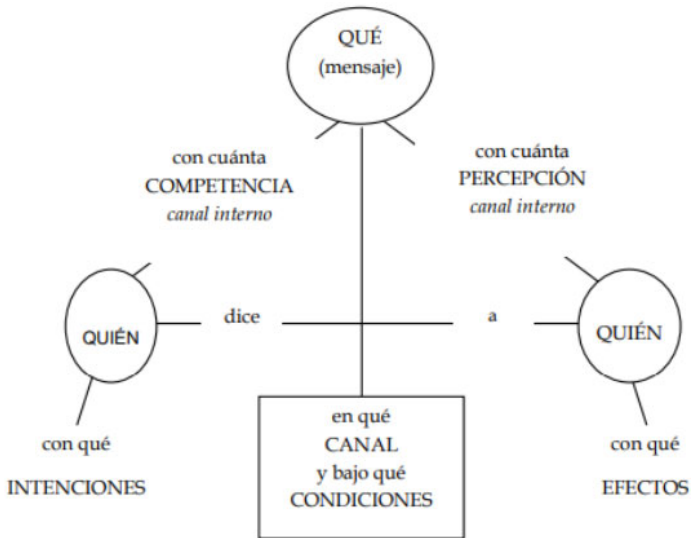 QUÉ
(mensaje)
con cuánta
COMPETENCIA
canal interno
con cuánta
PERCEPCIÓN
canal interno
QUIÉN
dice
a
QUIÉN
con qué
INTENCIONES
en qué
CANAL
y bajo qué
CONDICIONES
con qué
EFECTOS